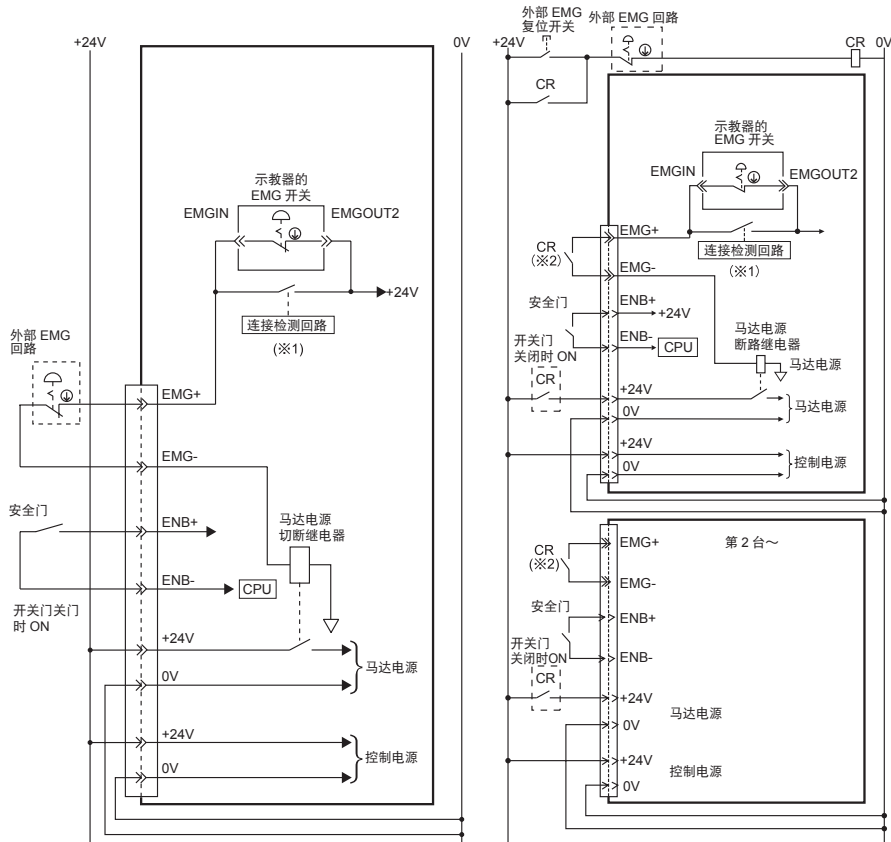 +24V
0V
示教器的
EMG 开关
EMGIN
EMGOUT2
+24V
连接检测回路
(※1)
外部 EMG
回路
EMG+
EMG-
安全门
ENB+
马达电源
切断继电器
ENB-
CPU
开关门关门
时 ON
+24V
马达电源
0V
+24V
控制电源
0V
外部 EMG
复位开关
外部 EMG 回路
+24V
CR
0V
CR
示教器的
EMG 开关
EMGIN
EMGOUT2
EMG+
CR
(※2)
连接检测回路
(※1)
EMG-
安全门
ENB+
+24V
开关门
关闭时 ON
ENB-
CPU
马达电源
断路继电器
马达电源
CR
+24V
马达电源
0V
+24V
控制电源
0V
CR
(※2)
EMG+
第 2 台～
EMG-
安全门
ENB+
开关门
关闭时ON
ENB-
CR
+24V
马达电源
0V
+24V
控制电源
0V